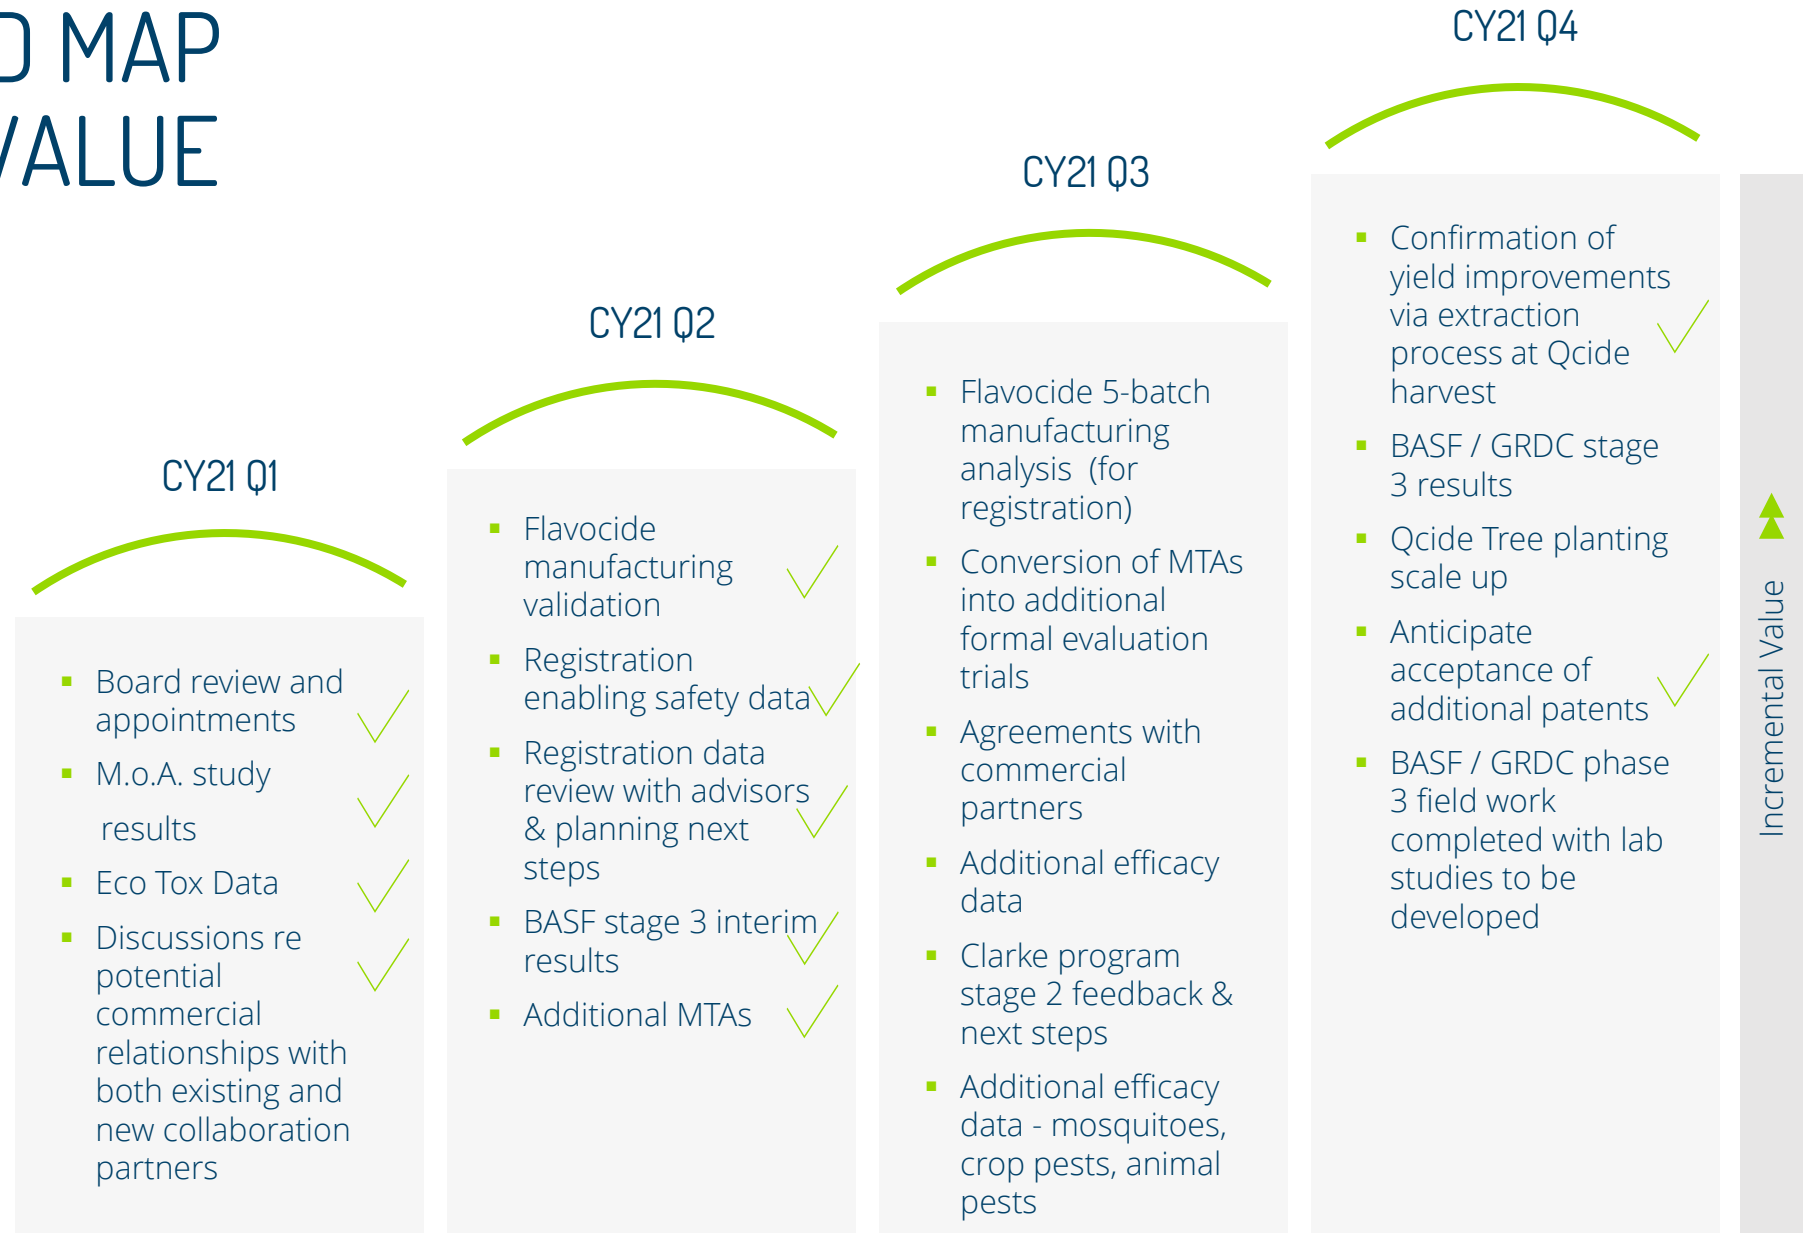 D MAP
VALUE
CY21 Q1
▪ Board review and
appointments
▪ M.o.A. study
results
▪ Eco Tox Data
▪ Discussions re
potential
commercial
relationships with
both existing and
new collaboration
partners
CY21 Q2
▪ Flavocide
manufacturing
validation
▪ Registration
enabling safety data
▪ Registration data
review with advisors
& planning next
steps
▪ BASF stage 3 interim
results
▪ Additional MTAs
CY21 Q3
▪ Flavocide 5-batch
manufacturing
analysis (for
registration)
▪ Conversion of MTAs
into additional
formal evaluation
trials
▪ Agreements with
commercial
partners
▪ Additional efficacy
data
▪ Clarke program
stage 2 feedback &
next steps
▪ Additional efficacy
data - mosquitoes,
crop pests, animal
pests
CY21 Q4
▪ Confirmation of
yield improvements
via extraction
process at Qcide
harvest
▪ BASF / GRDC stage
3 results
▪ Qcide Tree planting
scale up
▪ Anticipate
acceptance of
additional patents
▪ BASF / GRDC phase
3 field work
completed with lab
studies to be
developed
Incremental Value